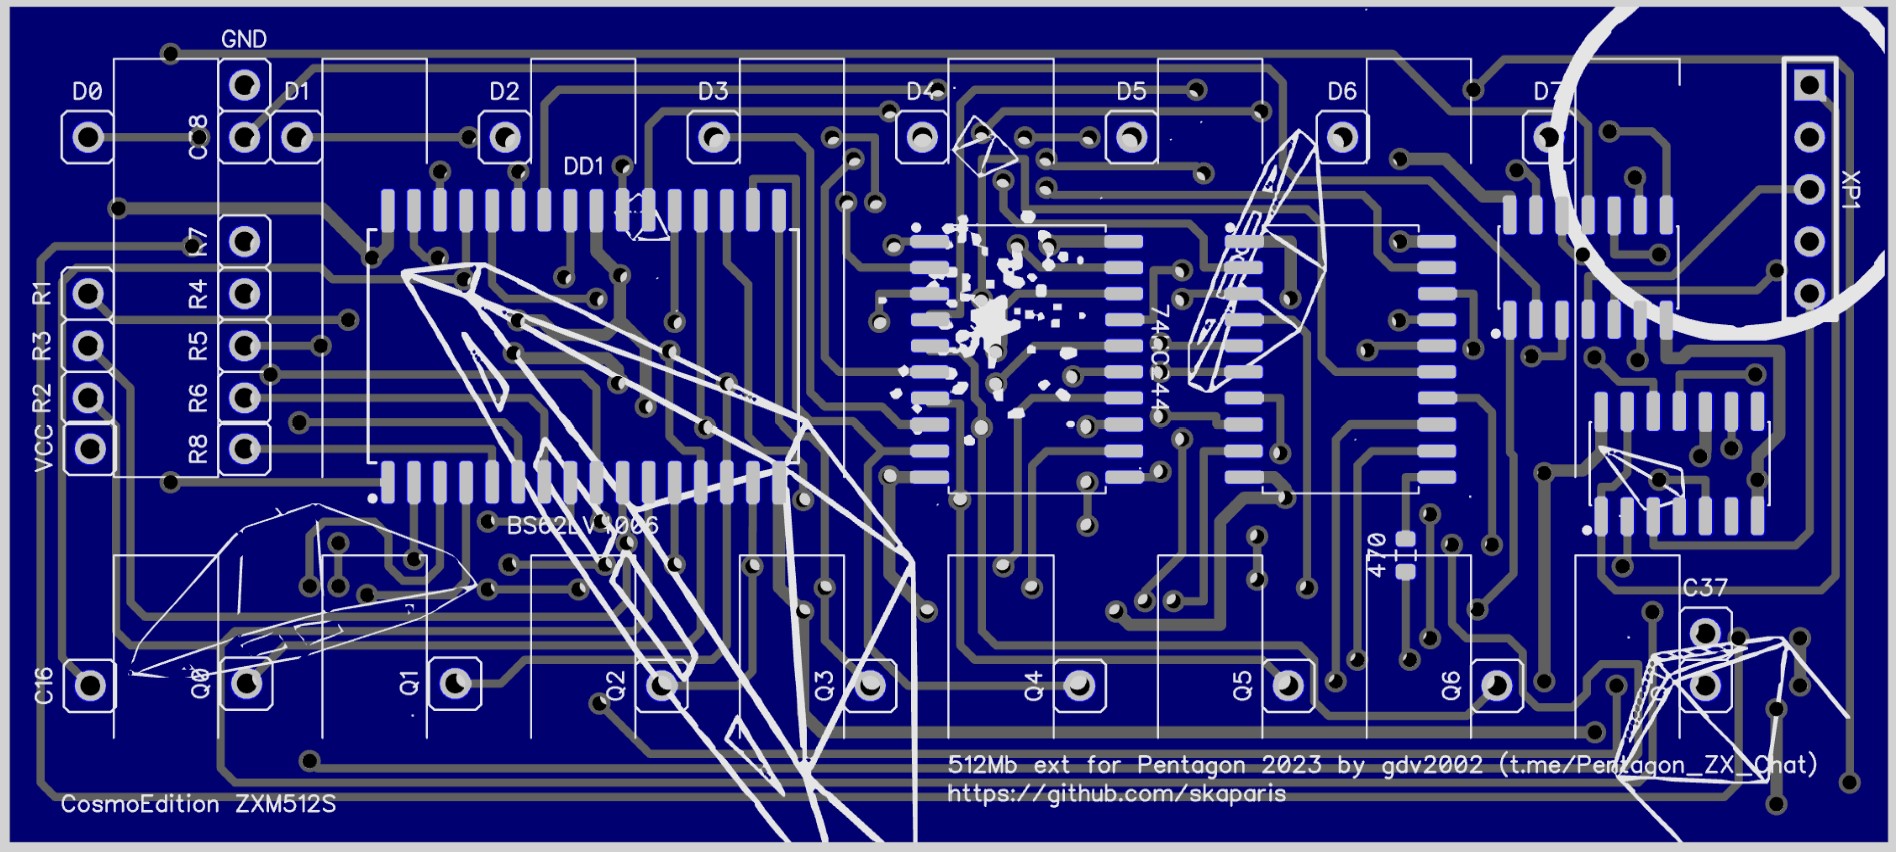 GND
D0
D1
D2
D3
D4
D5
D6
D7
DD1
XP1
R7
R1
R4
R3
R5
R2
R6
VCC
R8
BS62LV4006
470
C37
C16
Q0
Q1
Q2
Q3
Q4
Q5
Q6
512Mb ext for Pentagon 2023 by gdv2002 (t.me/Pentagon_ZX_Chat)
https://github.com/skaparis
CosmoEdition ZXM512S